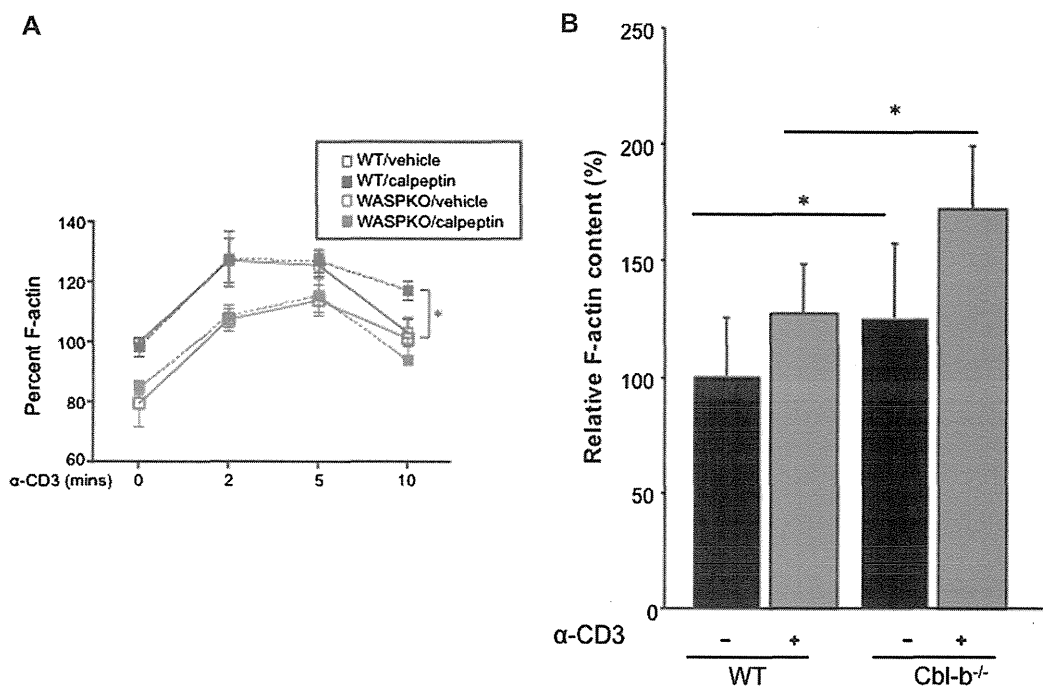 A
WT/vehicle
WT/calpeptin
WASPKO/vehicle
WASPKO/calpeptin
Percent F-actin
140
120
100
80
60
α-CD3 (mins)
0
2
5
10
*
B
Relative F-actin content (%)
250
200
150
100
50
0
*
*
α-CD3
– + – +
WT Cbl-b-/-